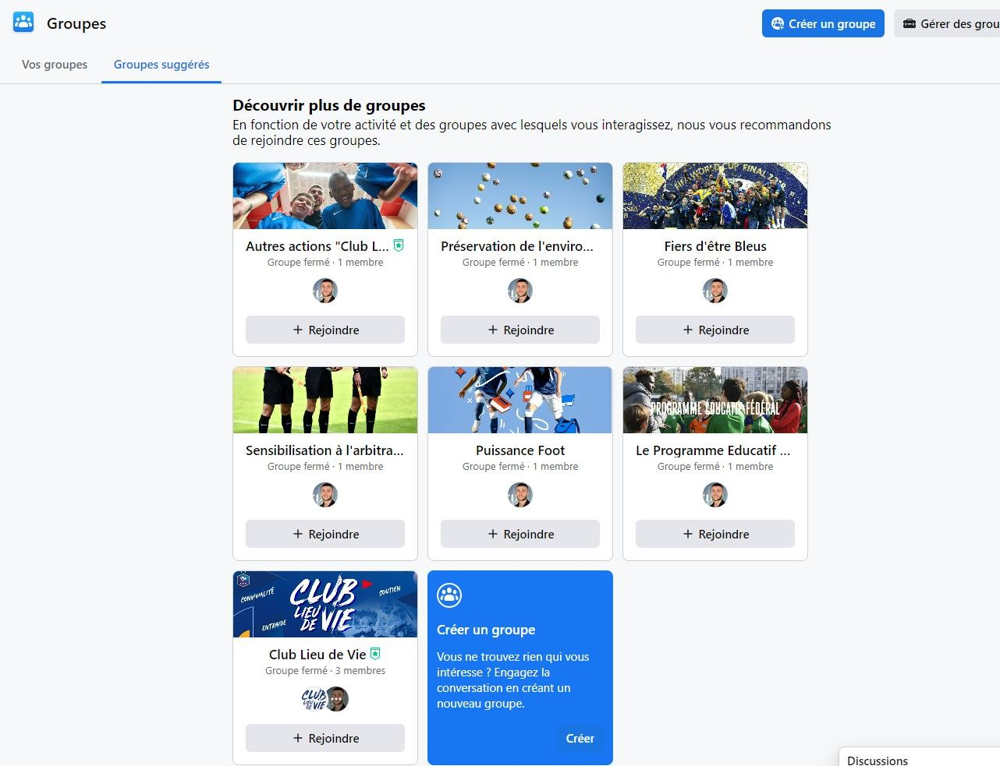 Groupes
Créer un groupe
Gérer des grou
Vos groupes
Groupes suggérés
Découvrir plus de groupes
En fonction de votre activité et des groupes avec lesquels vous interagissez, nous vous recommandons
de rejoindre ces groupes.
FIFA WORLD CUP FINAL
Autres actions "Club L...
Préservation de l'enviro...
Fiers d'être Bleus
Groupe fermé · 1 membre
Groupe fermé · 1 membre
Groupe fermé · 1 membre
+ Rejoindre
+ Rejoindre
+ Rejoindre
PROGRAMME ÉDUCATIF FÉDÉRAL
Sensibilisation à l'arbitra...
Puissance Foot
Le Programme Educatif ...
Groupe fermé · 1 membre
Groupe fermé · 1 membre
Groupe fermé · 1 membre
+ Rejoindre
+ Rejoindre
+ Rejoindre
CONVIVIALITÉ
CLUB
LIEU
DE VIE
SOUTIEN
ENTRAIDE
Club Lieu de Vie
Groupe fermé · 3 membres
CLUB
LIEU
DE VIE
+ Rejoindre
Créer un groupe
Vous ne trouvez rien qui vous
intéresse ? Engagez la
conversation en créant un
nouveau groupe.
Créer
Discussions